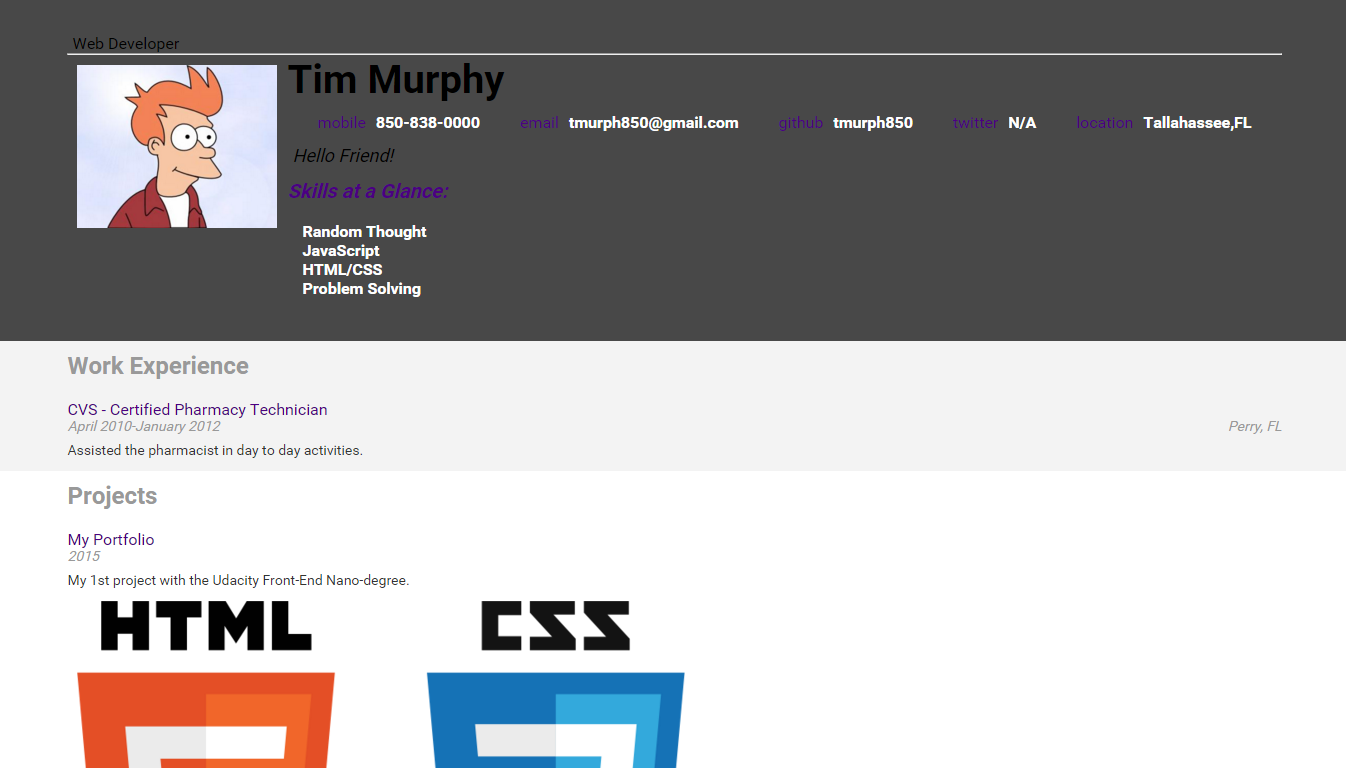 Web Developer
Tim Murphy
mobile 850-838-0000 email tmurph850@gmail.com github tmurph850 twitter N/A location Tallahassee,FL
Hello Friend!
Skills at a Glance:
Random Thought
JavaScript
HTML/CSS
Problem Solving
Work Experience
CVS - Certified Pharmacy Technician
April 2010-January 2012 Perry, FL
Assisted the pharmacist in day to day activities.
Projects
My Portfolio
2015
My 1st project with the Udacity Front-End Nano-degree.
HTML CSS